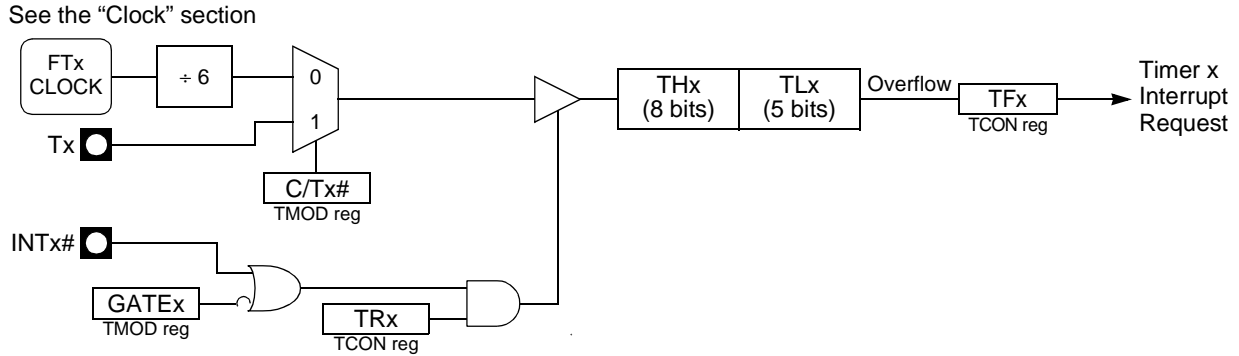 See the “Clock” section
FTx
CLOCK
÷ 6
0
1
Tx
C/Tx#
TMOD reg
THx
(8 bits)
TLx
(5 bits)
Overflow
TFx
TCON reg
Timer x
Interrupt
Request
INTx#
GATEx
TMOD reg
TRx
TCON reg